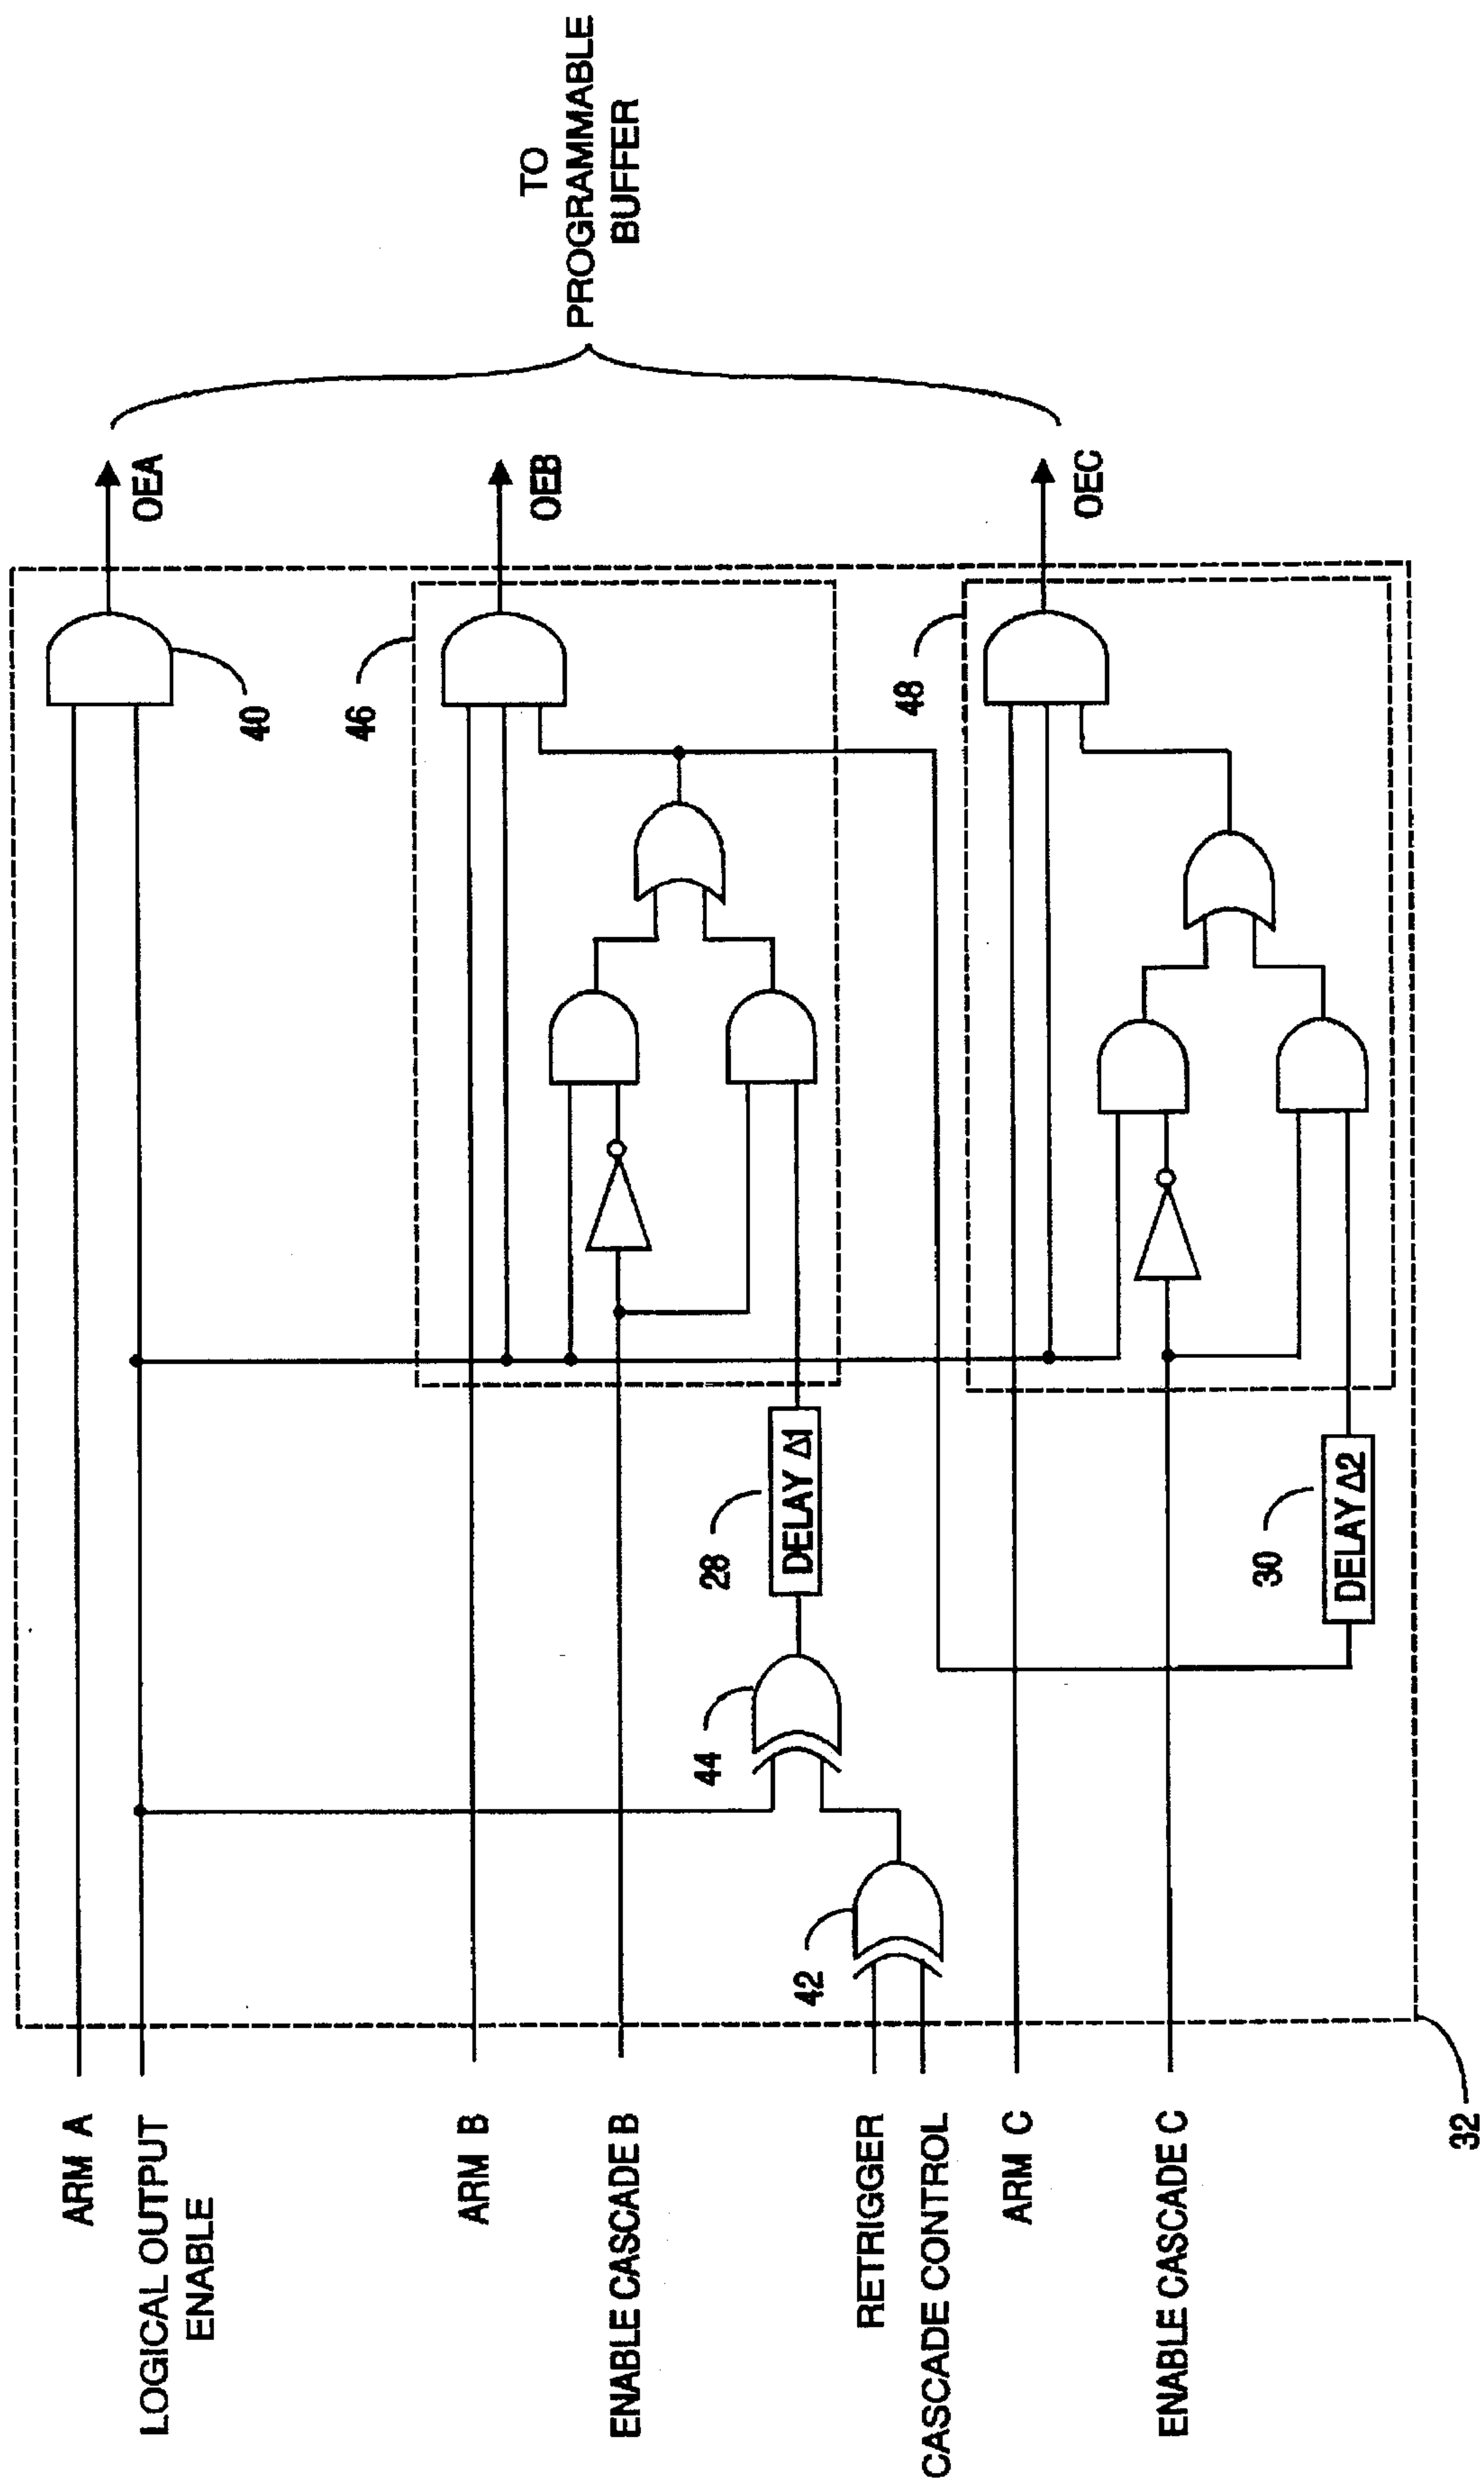 ARM A
LOGICAL OUTPUT
ENABLE
ARM B
ENABLE CASCADE B
RETRIGGER
CASCADE CONTROL
ARM C
ENABLE CASCADE C
32
42
44
28
DELAY Δ1
30
DELAY Δ2
40
46
48
OEA
OEB
OEC
TO
PROGRAMMABLE
BUFFER